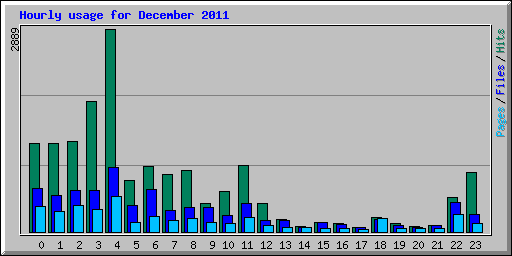 Hourly usage for December 2011
2889
Pages/Files/Hits
0 1 2 3 4 5 6 7 8 9 10 11 12 13 14 15 16 17 18 19 20 21 22 23